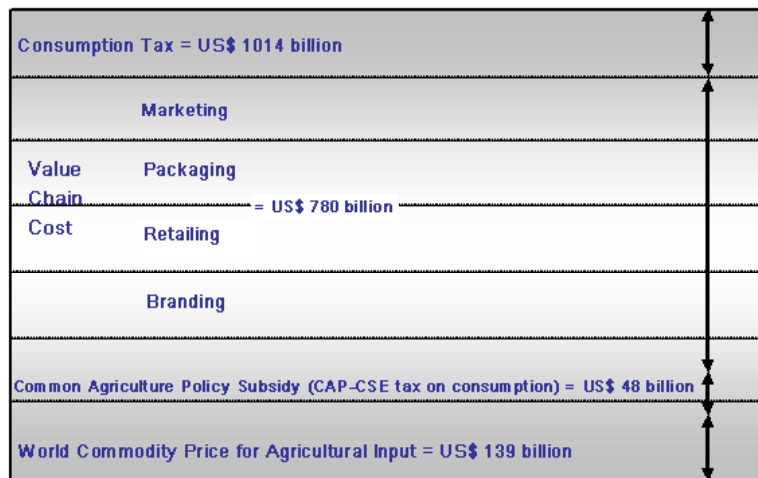 Consumption Tax = US$ 1014 billion
Marketing
Value
Chain
Cost
Packaging
= US$ 780 billion
Retailing
Branding
Common Agriculture Policy Subsidy (CAP-CSE tax on consumption) = US$ 48 billion
World Commodity Price for Agricultural Input = US$ 139 billion